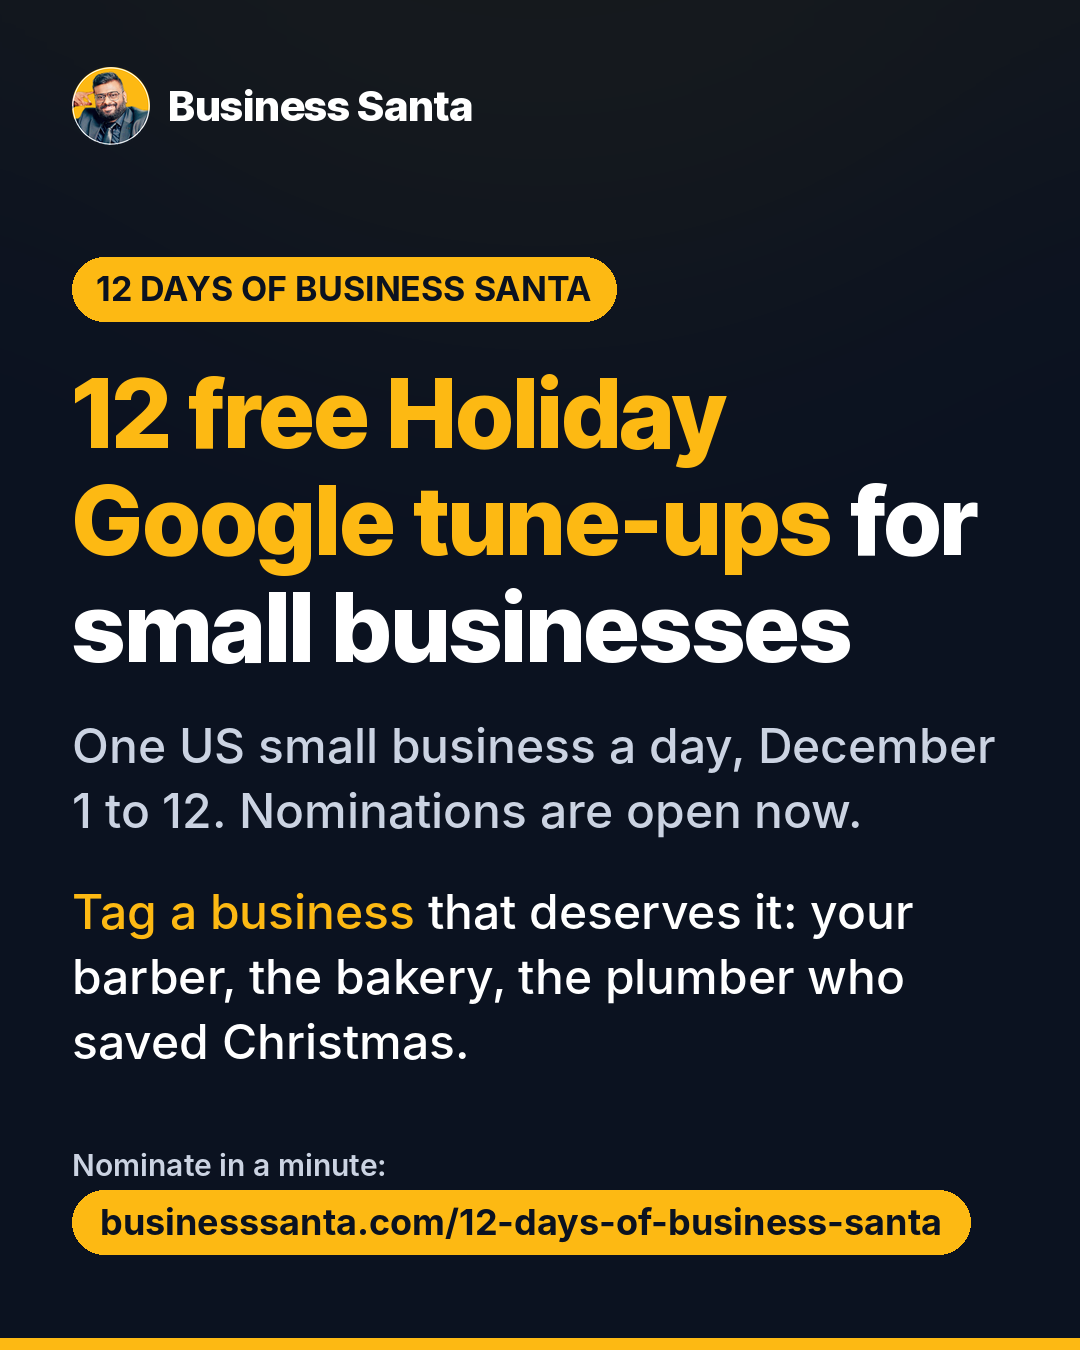 Business Santa
12 DAYS OF BUSINESS SANTA
12 free Holiday
Google tune-ups for
small businesses
One US small business a day, December
1 to 12. Nominations are open now.
Tag a business that deserves it: your
barber, the bakery, the plumber who
saved Christmas.
Nominate in a minute:
businesssanta.com/12-days-of-business-santa